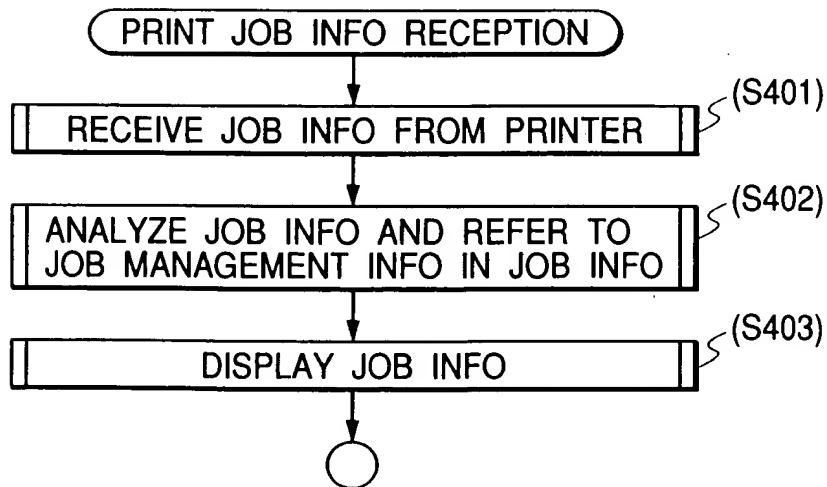 PRINT JOB INFO RECEPTION
(S401)
RECEIVE JOB INFO FROM PRINTER
(S402)
ANALYZE JOB INFO AND REFER TO
JOB MANAGEMENT INFO IN JOB INFO
(S403)
DISPLAY JOB INFO